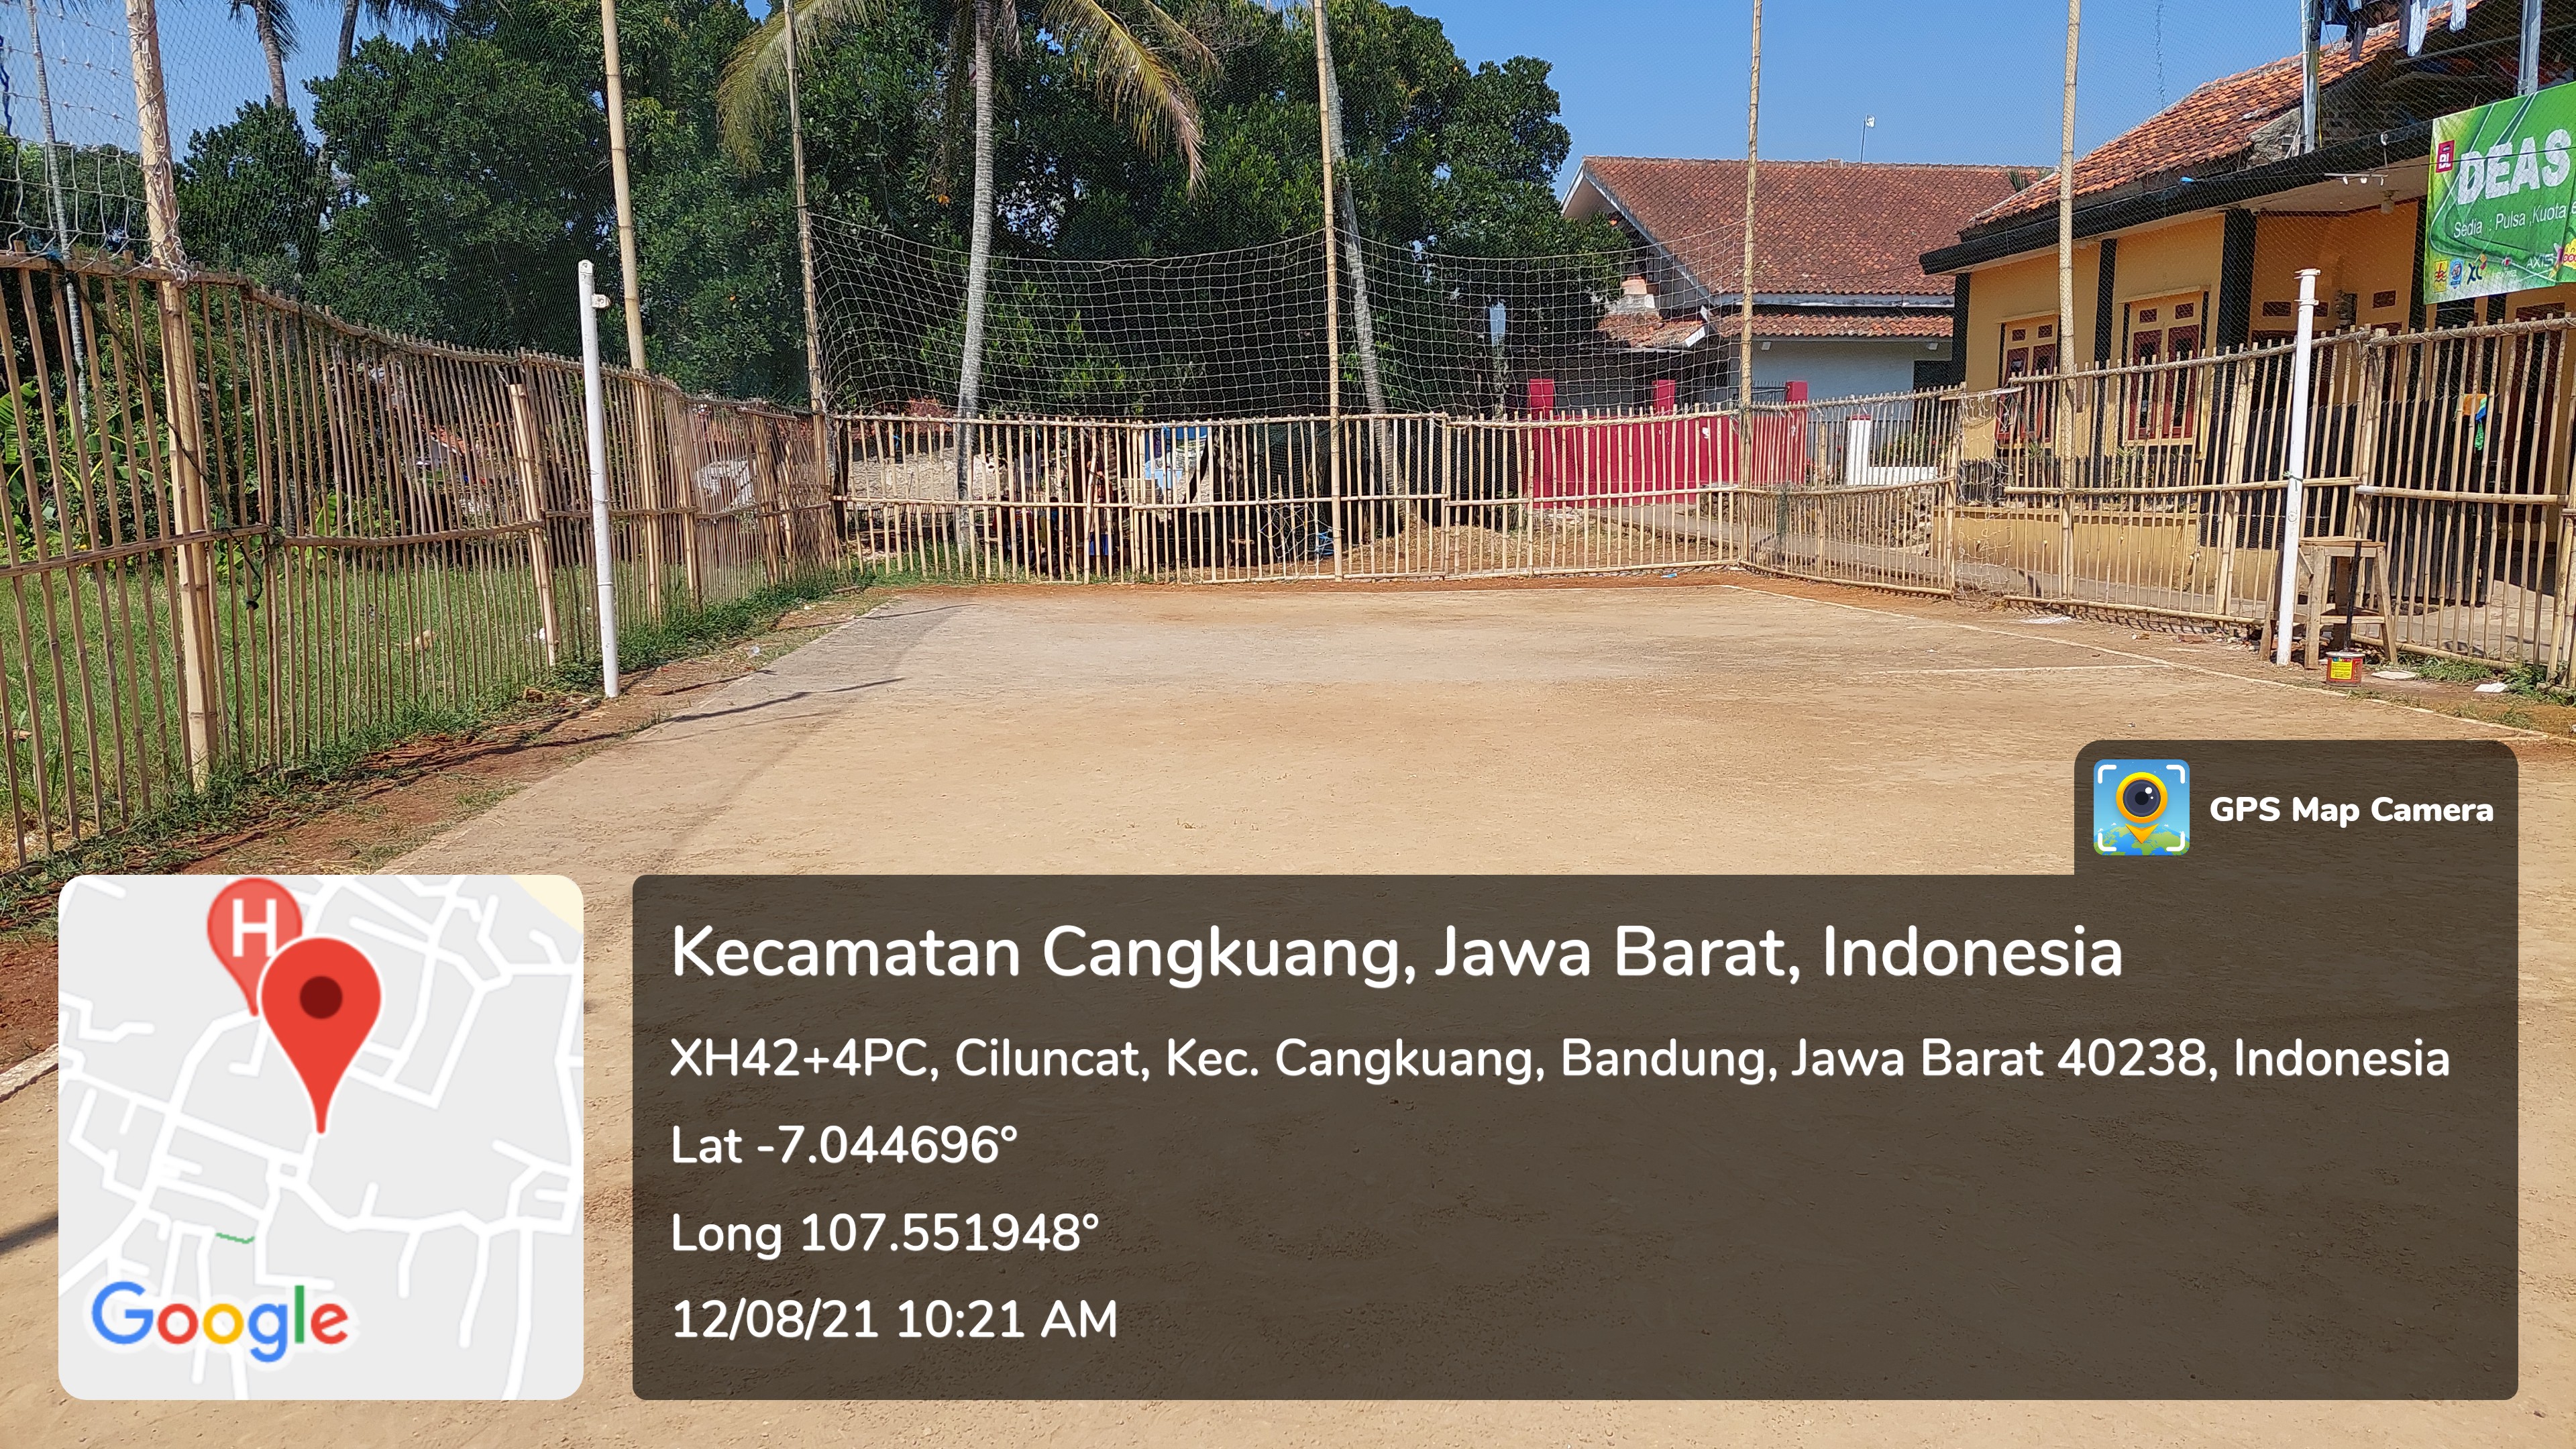 DEAS
Sedia : Pulsa ,Kuota
AXIS
GPS Map Camera
H
Google
Kecamatan Cangkuang, Jawa Barat, Indonesia
XH42+4PC, Ciluncat, Kec. Cangkuang, Bandung, Jawa Barat 40238, Indonesia
Lat -7.044696°
Long 107.551948°
12/08/21 10:21 AM